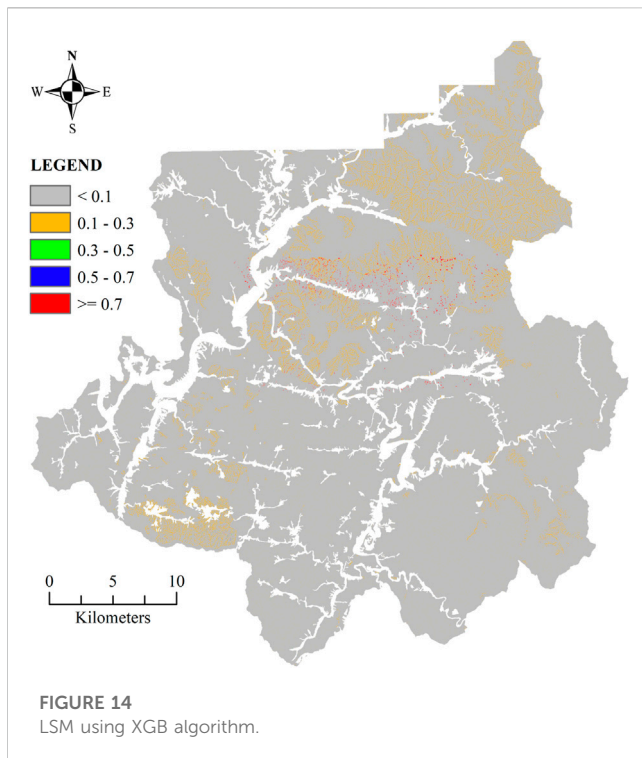 N
W E
S
LEGEND
< 0.1
0.1 - 0.3
0.3 - 0.5
0.5 - 0.7
>= 0.7
0 5 10
Kilometers
FIGURE 14
LSM using XGB algorithm.